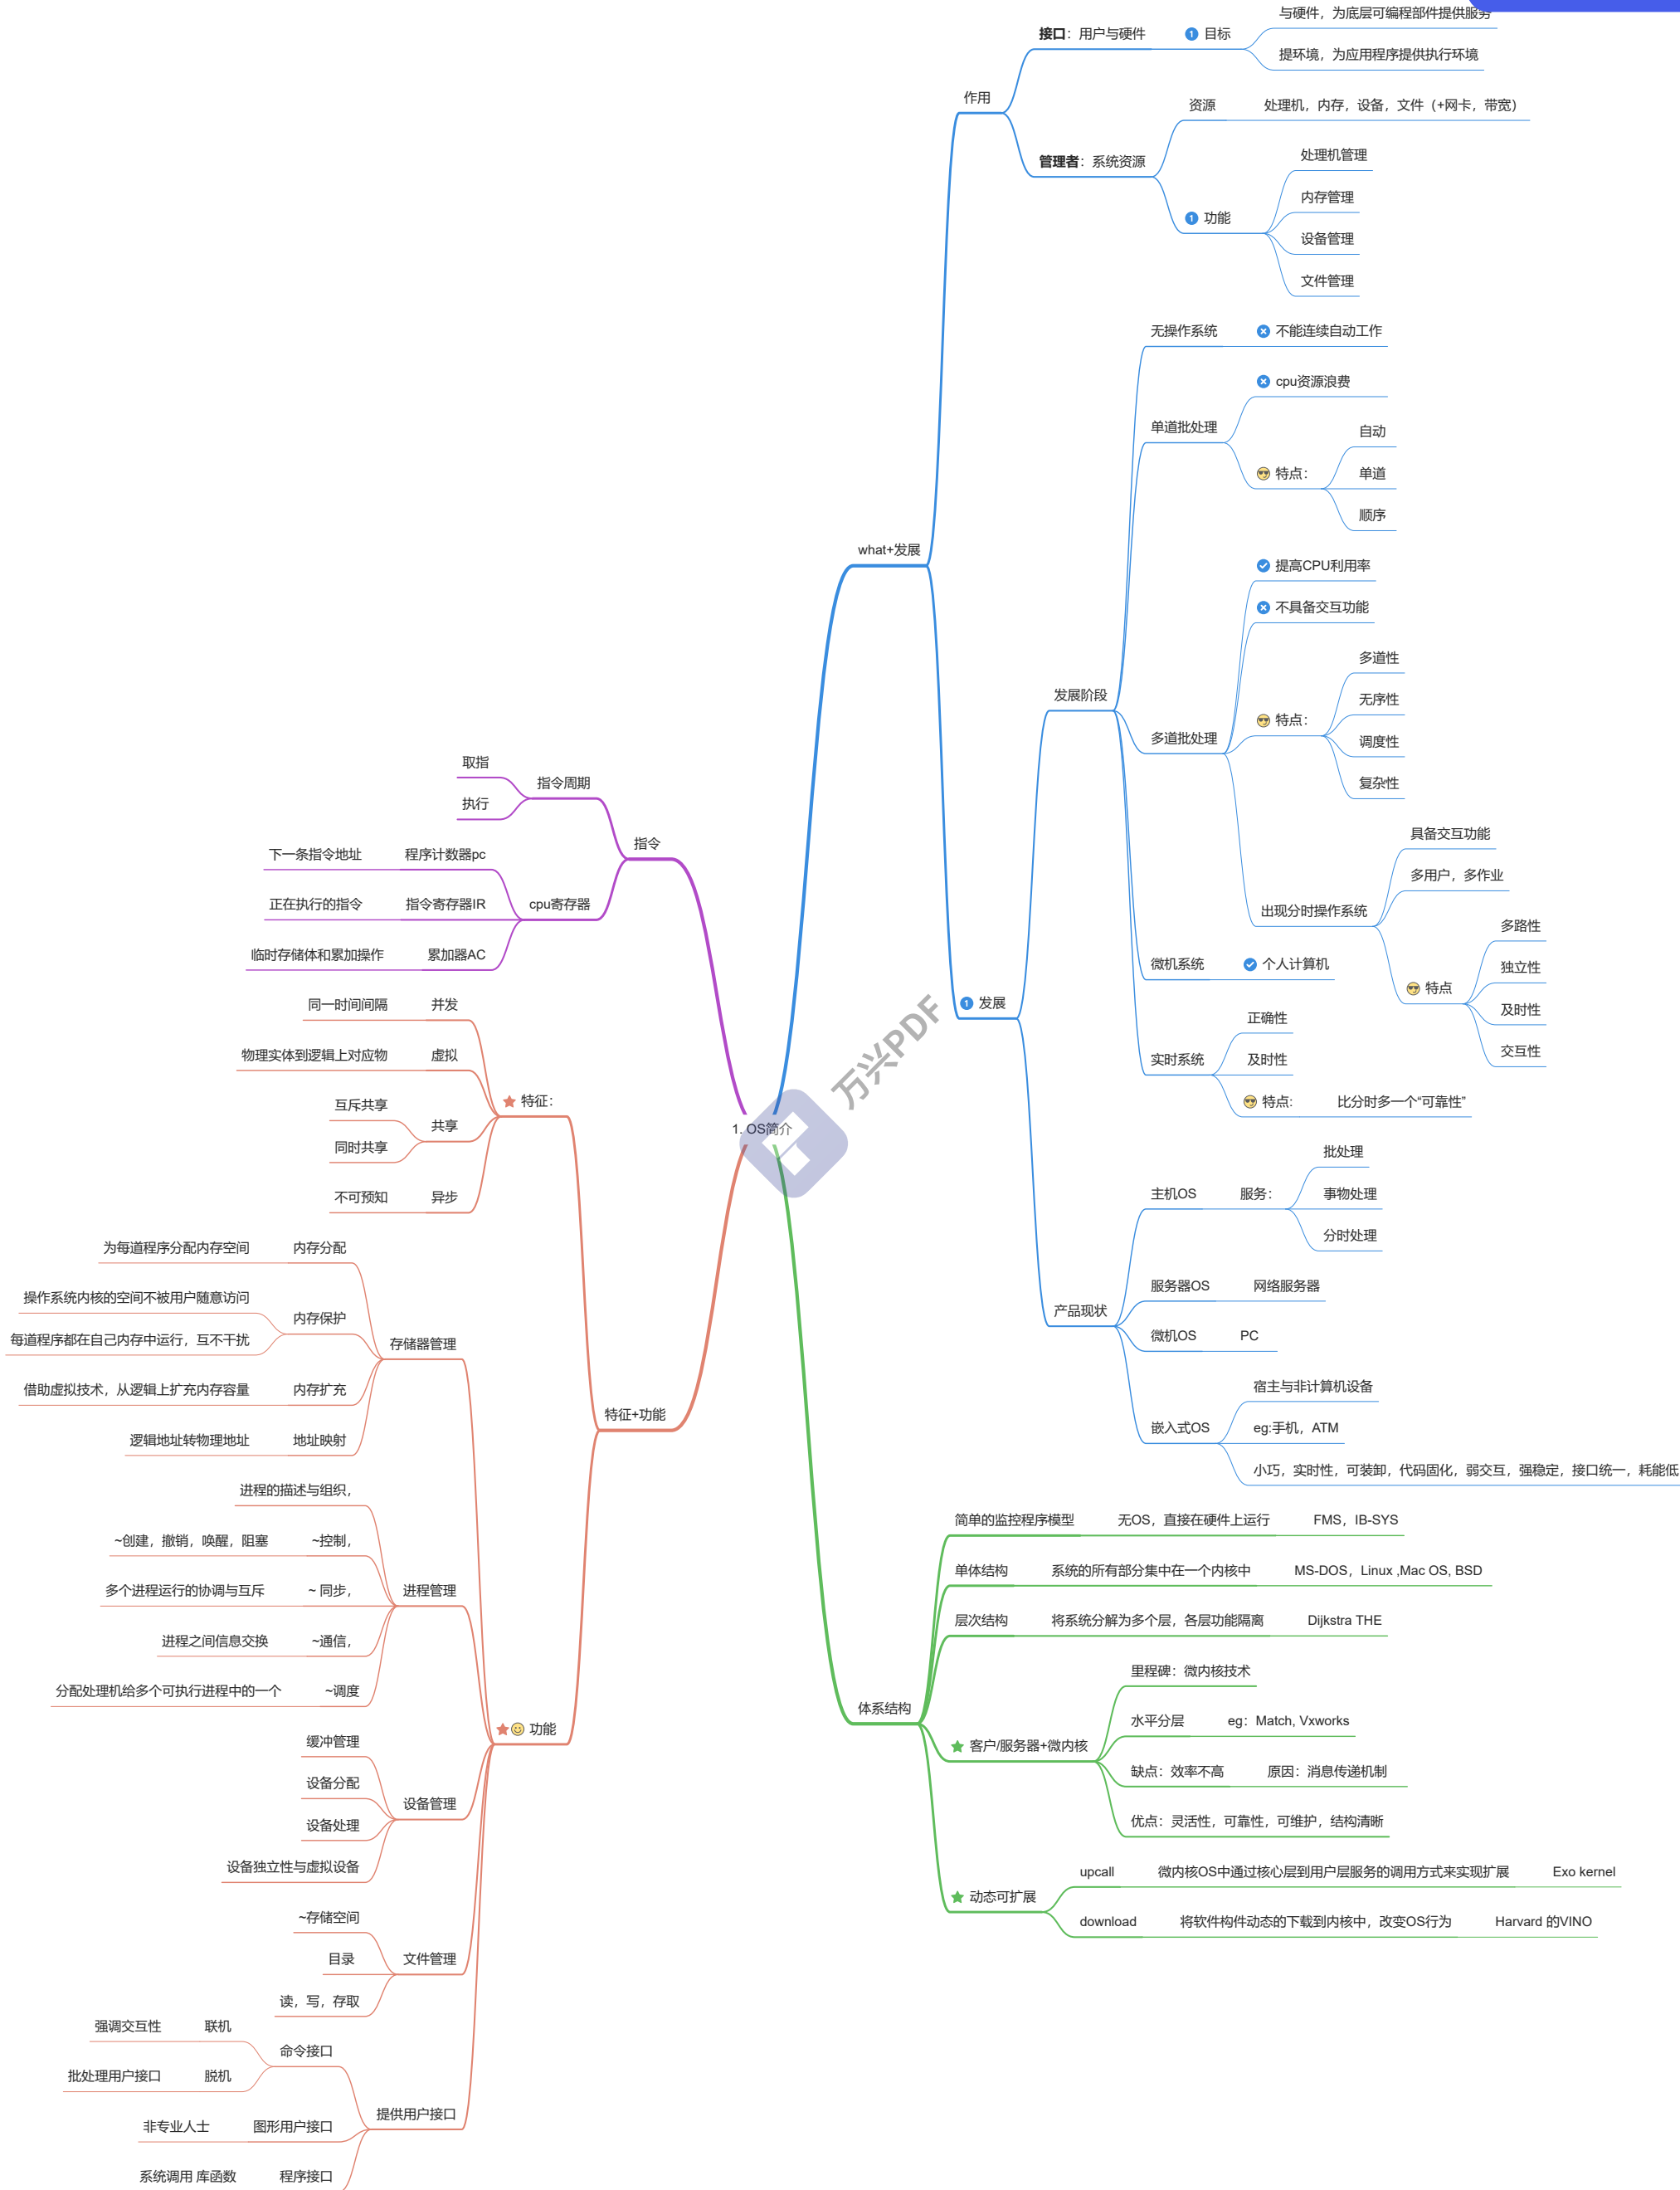 与硬件，为底层可编程部件提供服务
接口：用户与硬件
1 目标
提环境，为应用程序提供执行环境
作用
资源
处理机，内存，设备，文件（+网卡，带宽）
管理者：系统资源
处理机管理
内存管理
1 功能
设备管理
文件管理
what+发展
无操作系统
不能连续自动工作
cpu资源浪费
单道批处理
自动
特点：
单道
顺序
发展阶段
提高CPU利用率
不具备交互功能
多道批处理
多道性
无序性
特点：
调度性
复杂性
具备交互功能
多用户，多作业
出现分时操作系统
多路性
独立性
特点
及时性
交互性
微机系统
个人计算机
1 发展
正确性
实时系统
及时性
特点：
比分时多一个“可靠性”
产品现状
主机OS
服务：
批处理
事物处理
分时处理
服务器OS
网络服务器
微机OS
PC
宿主与非计算机设备
嵌入式OS
eg:手机，ATM
小巧，实时性，可装卸，代码固化，弱交互，强稳定，接口统一，耗能低
取指
指令周期
执行
指令
下一条指令地址
程序计数器pc
正在执行的指令
指令寄存器IR
cpu寄存器
临时存储体和累加操作
累加器AC
万兴PDF
1. OS简介
同一时间间隔
并发
物理实体到逻辑上对应物
虚拟
特征：
互斥共享
共享
同时共享
不可预知
异步
特征+功能
为每道程序分配内存空间
内存分配
操作系统内核的空间不被用户随意访问
内存保护
每道程序都在自己内存中运行，互不干扰
存储器管理
借助虚拟技术，从逻辑上扩充内存容量
内存扩充
逻辑地址转物理地址
地址映射
进程的描述与组织，
~创建，撤销，唤醒，阻塞
~控制，
多个进程运行的协调与互斥
~ 同步，
进程管理
进程之间信息交换
~通信，
分配处理机给多个可执行进程中的一个
~调度
功能
缓冲管理
设备分配
设备管理
设备处理
设备独立性与虚拟设备
~存储空间
目录
文件管理
读，写，存取
强调交互性
联机
命令接口
批处理用户接口
脱机
提供用户接口
非专业人士
图形用户接口
系统调用 库函数
程序接口
体系结构
简单的监控程序模型
无OS，直接在硬件上运行
FMS，IB-SYS
单体结构
系统的所有部分集中在一个内核中
MS-DOS，Linux ,Mac OS, BSD
层次结构
将系统分解为多个层，各层功能隔离
Dijkstra THE
里程碑：微内核技术
水平分层
eg：Match, Vxworks
客户/服务器+微内核
缺点：效率不高
原因：消息传递机制
优点：灵活性，可靠性，可维护，结构清晰
upcall
微内核OS中通过核心层到用户层服务的调用方式来实现扩展
Exo kernel
动态可扩展
download
将软件构件动态的下载到内核中，改变OS行为
Harvard 的VINO